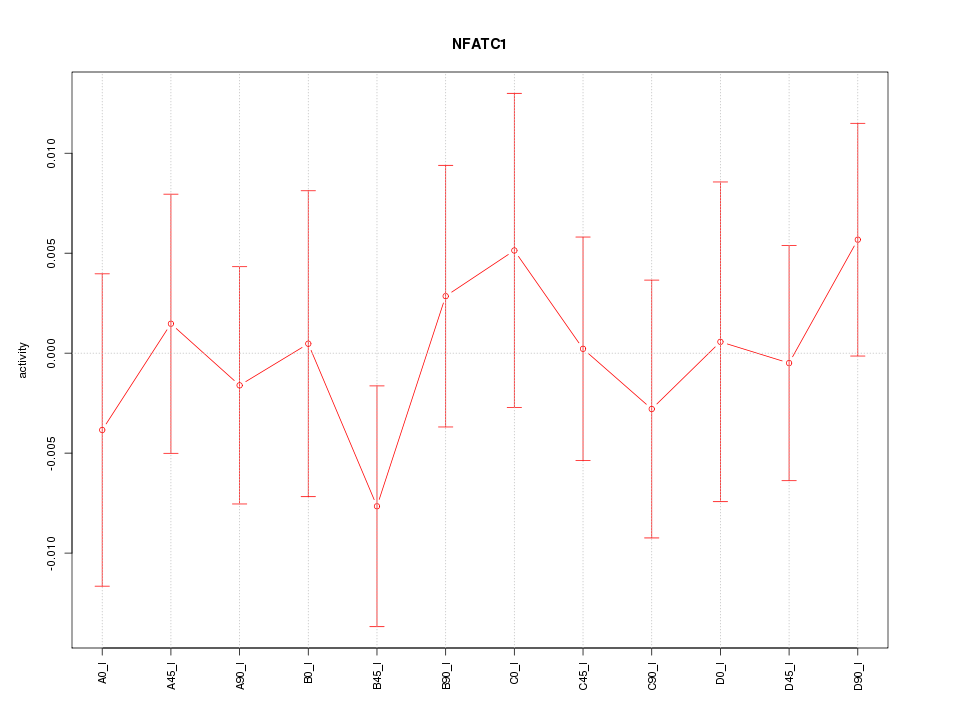 NFATC1
activity
0.010
0.005
0.000
-0.005
-0.010
A0_I
A45_I
A90_I
B0_I
B45_I
B90_I
C0_I
C45_I
C90_I
D0_I
D45_I
D90_I